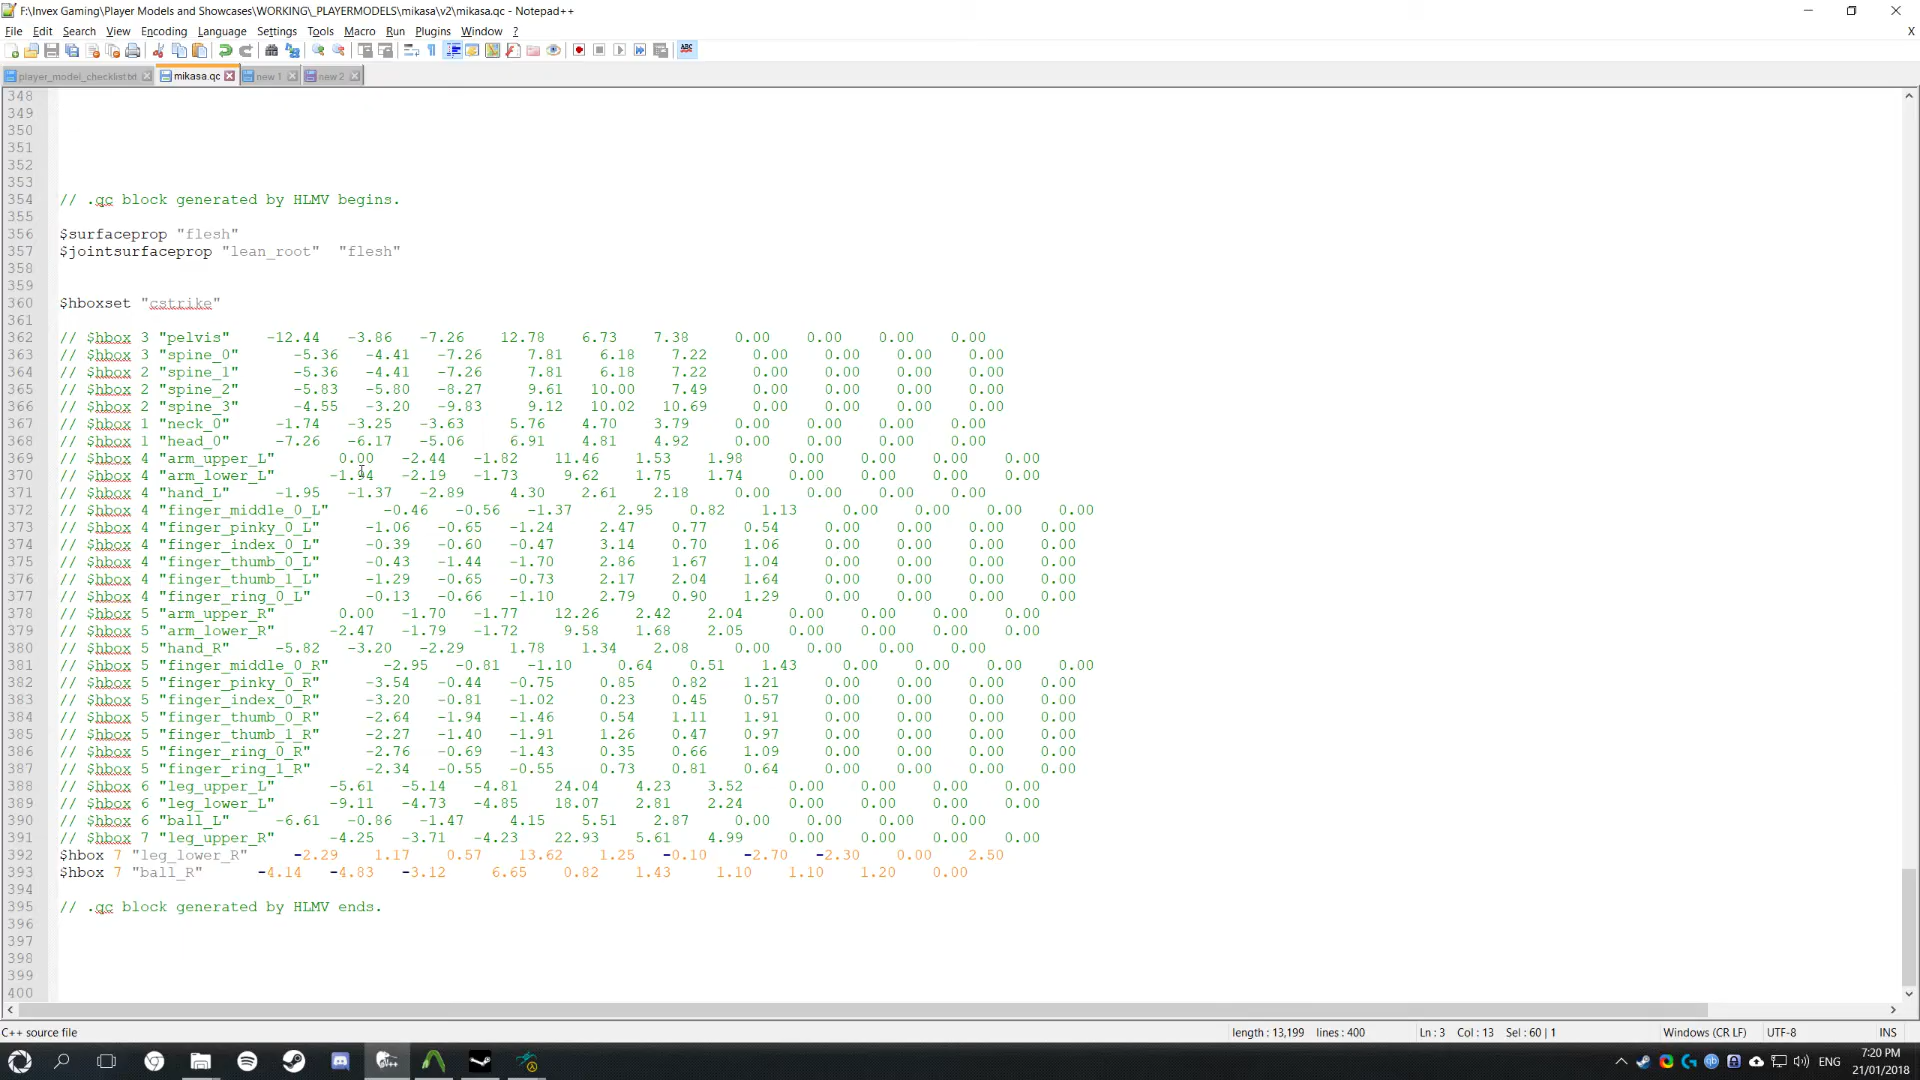 F:\Invex Gaming\Player Models and Showcases\WORKING\_PLAYERMODELS\mikasa\v2\mikasa.qc - Notepad++
File Edit Search View Encoding Language Settings Tools Macro Run Plugins Window ? X
ABC
player_model_checklist.txt mikasa.qc new 1 new 2
348
349
350
351
352
353
354 // .qc block generated by HLMV begins.
355
356 $surfaceprop "flesh"
357 $jointsurfaceprop "lean_root" "flesh"
358
359
360 $hboxset "cstrike"
361
362 // $hbox 3 "pelvis" -12.44 -3.86 -7.26 12.78 6.73 7.38 0.00 0.00 0.00 0.00
363 // $hbox 3 "spine_0" -5.36 -4.41 -7.26 7.81 6.18 7.22 0.00 0.00 0.00 0.00
364 // $hbox 2 "spine_1" -5.36 -4.41 -7.26 7.81 6.18 7.22 0.00 0.00 0.00 0.00
365 // $hbox 2 "spine_2" -5.83 -5.80 -8.27 9.61 10.00 7.49 0.00 0.00 0.00 0.00
366 // $hbox 2 "spine_3" -4.55 -3.20 -9.83 9.12 10.02 10.69 0.00 0.00 0.00 0.00
367 // $hbox 1 "neck_0" -1.74 -3.25 -3.63 5.76 4.70 3.79 0.00 0.00 0.00 0.00
368 // $hbox 1 "head_0" -7.26 -6.17 -5.06 6.91 4.81 4.92 0.00 0.00 0.00 0.00
369 // $hbox 4 "arm_upper_L" 0.00 -2.44 -1.82 11.46 1.53 1.98 0.00 0.00 0.00 0.00
370 // $hbox 4 "arm_lower_L" -1.94 -2.19 -1.73 9.62 1.75 1.74 0.00 0.00 0.00 0.00
371 // $hbox 4 "hand_L" -1.95 -1.37 -2.89 4.30 2.61 2.18 0.00 0.00 0.00 0.00
372 // $hbox 4 "finger_middle_0_L" -0.46 -0.56 -1.37 2.95 0.82 1.13 0.00 0.00 0.00 0.00
373 // $hbox 4 "finger_pinky_0_L" -1.06 -0.65 -1.24 2.47 0.77 0.54 0.00 0.00 0.00 0.00
374 // $hbox 4 "finger_index_0_L" -0.39 -0.60 -0.47 3.14 0.70 1.06 0.00 0.00 0.00 0.00
375 // $hbox 4 "finger_thumb_0_L" -0.43 -1.44 -1.70 2.86 1.67 1.04 0.00 0.00 0.00 0.00
376 // $hbox 4 "finger_thumb_1_L" -1.29 -0.65 -0.73 2.17 2.04 1.64 0.00 0.00 0.00 0.00
377 // $hbox 4 "finger_ring_0_L" -0.13 -0.66 -1.10 2.79 0.90 1.29 0.00 0.00 0.00 0.00
378 // $hbox 5 "arm_upper_R" 0.00 -1.70 -1.77 12.26 2.42 2.04 0.00 0.00 0.00 0.00
379 // $hbox 5 "arm_lower_R" -2.47 -1.79 -1.72 9.58 1.68 2.05 0.00 0.00 0.00 0.00
380 // $hbox 5 "hand_R" -5.82 -3.20 -2.29 1.78 1.34 2.08 0.00 0.00 0.00 0.00
381 // $hbox 5 "finger_middle_0_R" -2.95 -0.81 -1.10 0.64 0.51 1.43 0.00 0.00 0.00 0.00
382 // $hbox 5 "finger_pinky_0_R" -3.54 -0.44 -0.75 0.85 0.82 1.21 0.00 0.00 0.00 0.00
383 // $hbox 5 "finger_index_0_R" -3.20 -0.81 -1.02 0.23 0.45 0.57 0.00 0.00 0.00 0.00
384 // $hbox 5 "finger_thumb_0_R" -2.64 -1.94 -1.46 0.54 1.11 1.91 0.00 0.00 0.00 0.00
385 // $hbox 5 "finger_thumb_1_R" -2.27 -1.40 -1.91 1.26 0.47 0.97 0.00 0.00 0.00 0.00
386 // $hbox 5 "finger_ring_0_R" -2.76 -0.69 -1.43 0.35 0.66 1.09 0.00 0.00 0.00 0.00
387 // $hbox 5 "finger_ring_1_R" -2.34 -0.55 -0.55 0.73 0.81 0.64 0.00 0.00 0.00 0.00
388 // $hbox 6 "leg_upper_L" -5.61 -5.14 -4.81 24.04 4.23 3.52 0.00 0.00 0.00 0.00
389 // $hbox 6 "leg_lower_L" -9.11 -4.73 -4.85 18.07 2.81 2.24 0.00 0.00 0.00 0.00
390 // $hbox 6 "ball_L" -6.61 -0.86 -1.47 4.15 5.51 2.87 0.00 0.00 0.00 0.00
391 // $hbox 7 "leg_upper_R" -4.25 -3.71 -4.23 22.93 5.61 4.99 0.00 0.00 0.00 0.00
392 $hbox 7 "leg_lower_R" -2.29 1.17 0.57 13.62 1.25 -0.10 -2.70 -2.30 0.00 2.50
393 $hbox 7 "ball_R" -4.14 -4.83 -3.12 6.65 0.82 1.43 1.10 1.10 1.20 0.00
394
395 // .qc block generated by HLMV ends.
396
397
398
399
400
C++ source file length : 13,199 lines : 400 Ln : 3 Col : 13 Sel : 60 | 1 Windows (CR LF) UTF-8 INS
ENG 7:20 PM
21/01/2018